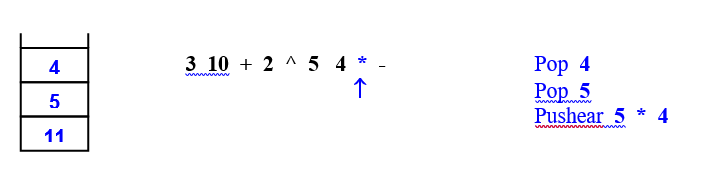 4
5
11
3 10 + 2 ^ 5 4 * -
↑
Pop 4
Pop 5
Pushear 5 * 4